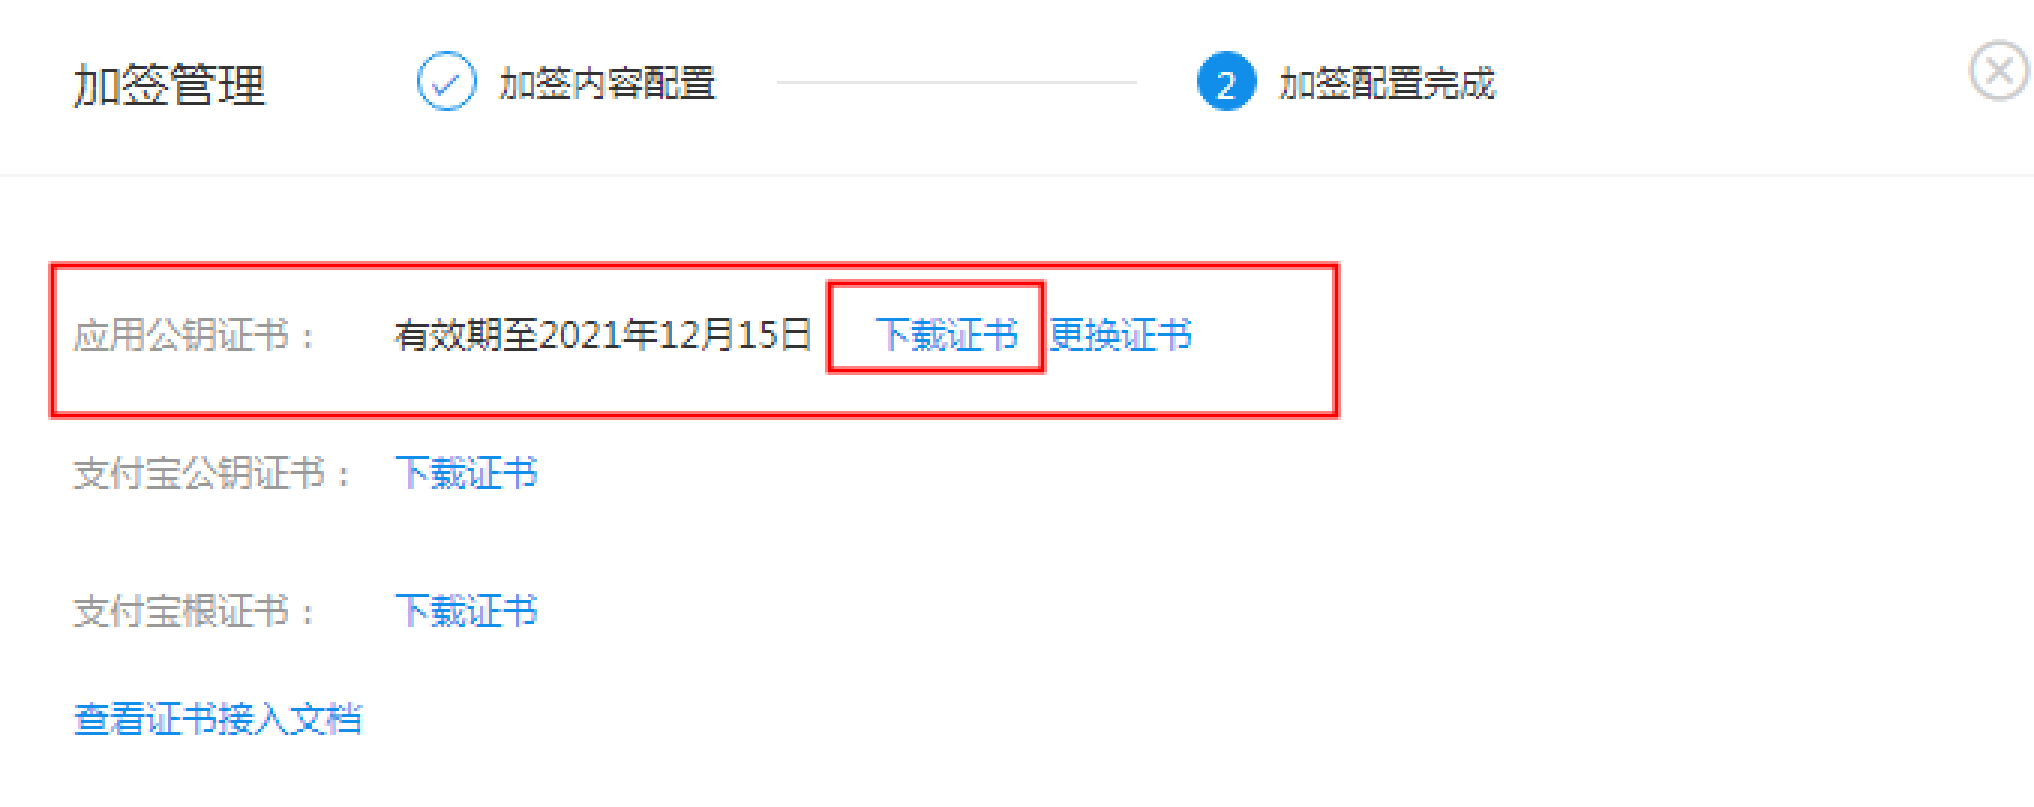 加签管理 加签内容配置 2 加签配置完成
应用公钥证书： 有效期至2021年12月15日 下载证书 更换证书
支付宝公钥证书： 下载证书
支付宝根证书： 下载证书
查看证书接入文档